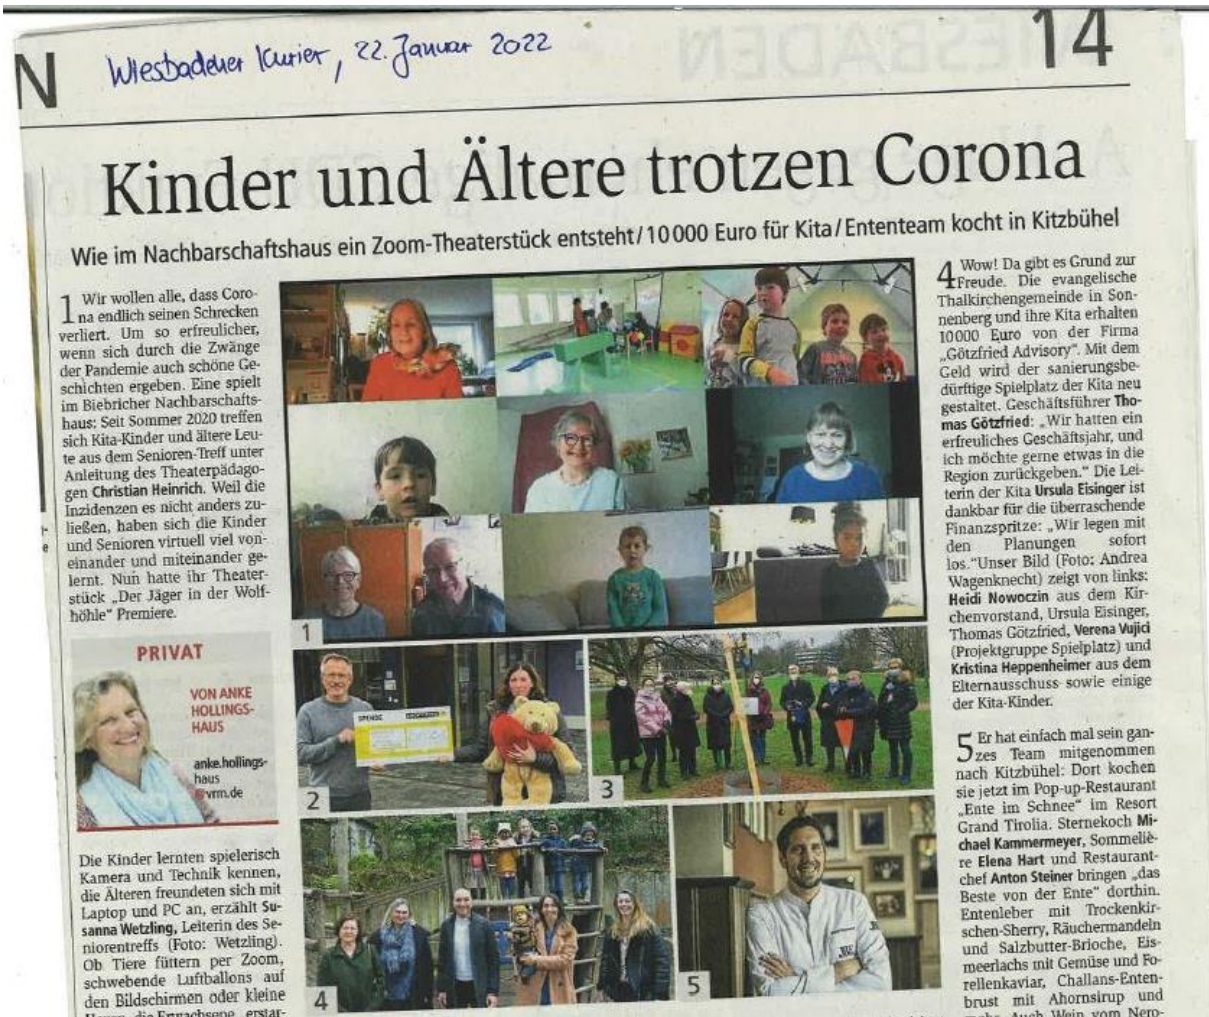 N
Wiesbadener Kurier, 22. Januar 2022
14
Kinder und Ältere trotzen Corona
Wie im Nachbarschaftshaus ein Zoom-Theaterstück entsteht/10 000 Euro für Kita/Ententeam kocht in Kitzbühel
1 Wir wollen alle, dass Coro-
na endlich seinen Schrecken
verliert. Um so erfreulicher,
wenn sich durch die Zwänge
der Pandemie auch schöne Ge-
schichten ergeben. Eine spielt
im Biebricher Nachbarschafts-
haus: Seit Sommer 2020 treffen
sich Kita-Kinder und ältere Leu-
te aus dem Senioren-Treff unter
Anleitung des Theaterpädago-
gen Christian Heinrich. Weil die
Inzidenzen es nicht anders zu-
ließen, haben sich die Kinder
und Senioren virtuell viel von-
einander und miteinander ge-
lernt. Nun hatte ihr Theater-
stück „Der Jäger in der Wolf-
höhle“ Premiere.
PRIVAT
VON ANKE
HOLLINGS-
HAUS
anke.hollings-
haus
@vrm.de
Die Kinder lernten spielerisch
Kamera und Technik kennen,
die Älteren freundeten sich mit
Laptop und PC an, erzählt Su-
sanna Wetzling, Leiterin des Se-
niorentreffs (Foto: Wetzling).
Ob Tiere füttern per Zoom,
schwebende Luftballons auf
den Bildschirmen oder kleine
die Erwachsene erstar-
1
SPENDE
2
3
4
5
4 Wow! Da gibt es Grund zur
Freude. Die evangelische
Thalkirchengemeinde in Son-
nenberg und ihre Kita erhalten
10000 Euro von der Firma
„Götzfried Advisory“. Mit dem
Geld wird der sanierungsbe-
dürftige Spielplatz der Kita neu
gestaltet. Geschäftsführer Tho-
mas Götzfried: „Wir hatten ein
erfreuliches Geschäftsjahr, und
ich möchte gerne etwas in die
Region zurückgeben.“ Die Lei-
terin der Kita Ursula Eisinger ist
dankbar für die überraschende
Finanzspritze: „Wir legen mit
den Planungen sofort
los.“Unser Bild (Foto: Andrea
Wagenknecht) zeigt von links:
Heidi Nowoczin aus dem Kir-
chenvorstand, Ursula Eisinger,
Thomas Götzfried, Verena Vujici
(Projektgruppe Spielplatz) und
Kristina Heppenheimer aus dem
Elternausschuss sowie einige
der Kita-Kinder.
5 Er hat einfach mal sein gan-
zes Team mitgenommen
nach Kitzbühel: Dort kochen
sie jetzt im Pop-up-Restaurant
„Ente im Schnee“ im Resort
Grand Tirolia. Sternekoch Mi-
chael Kammermeyer, Sommeliè-
re Elena Hart und Restaurant-
chef Anton Steiner bringen „das
Beste von der Ente“ dorthin.
Entenleber mit Trockenkir-
schen-Sherry, Räuchermandeln
und Salzbutter-Brioche, Eis-
meerlachs mit Gemüse und Fo-
rellenkaviar, Challans-Enten-
brust mit Ahornsirup und
mehr. Auch Wein vom Nero-